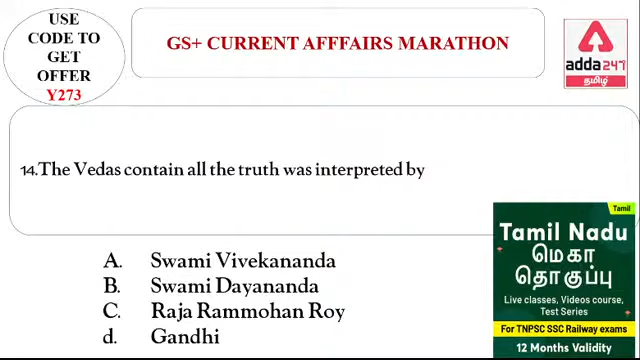 USE
CODE TO
GET
OFFER
Y273
GS+ CURRENT AFFFAIRS MARATHON
adda247
தமிழ்
14.The Vedas contain all the truth was interpreted by
A. Swami Vivekananda
B. Swami Dayananda
C. Raja Rammohan Roy
d. Gandhi
Tamil
Tamil Nadu
மெகா
தொகுப்பு
Live classes, Videos course,
Test Series
For TNPSC SSC Railway exams
12 Months Validity